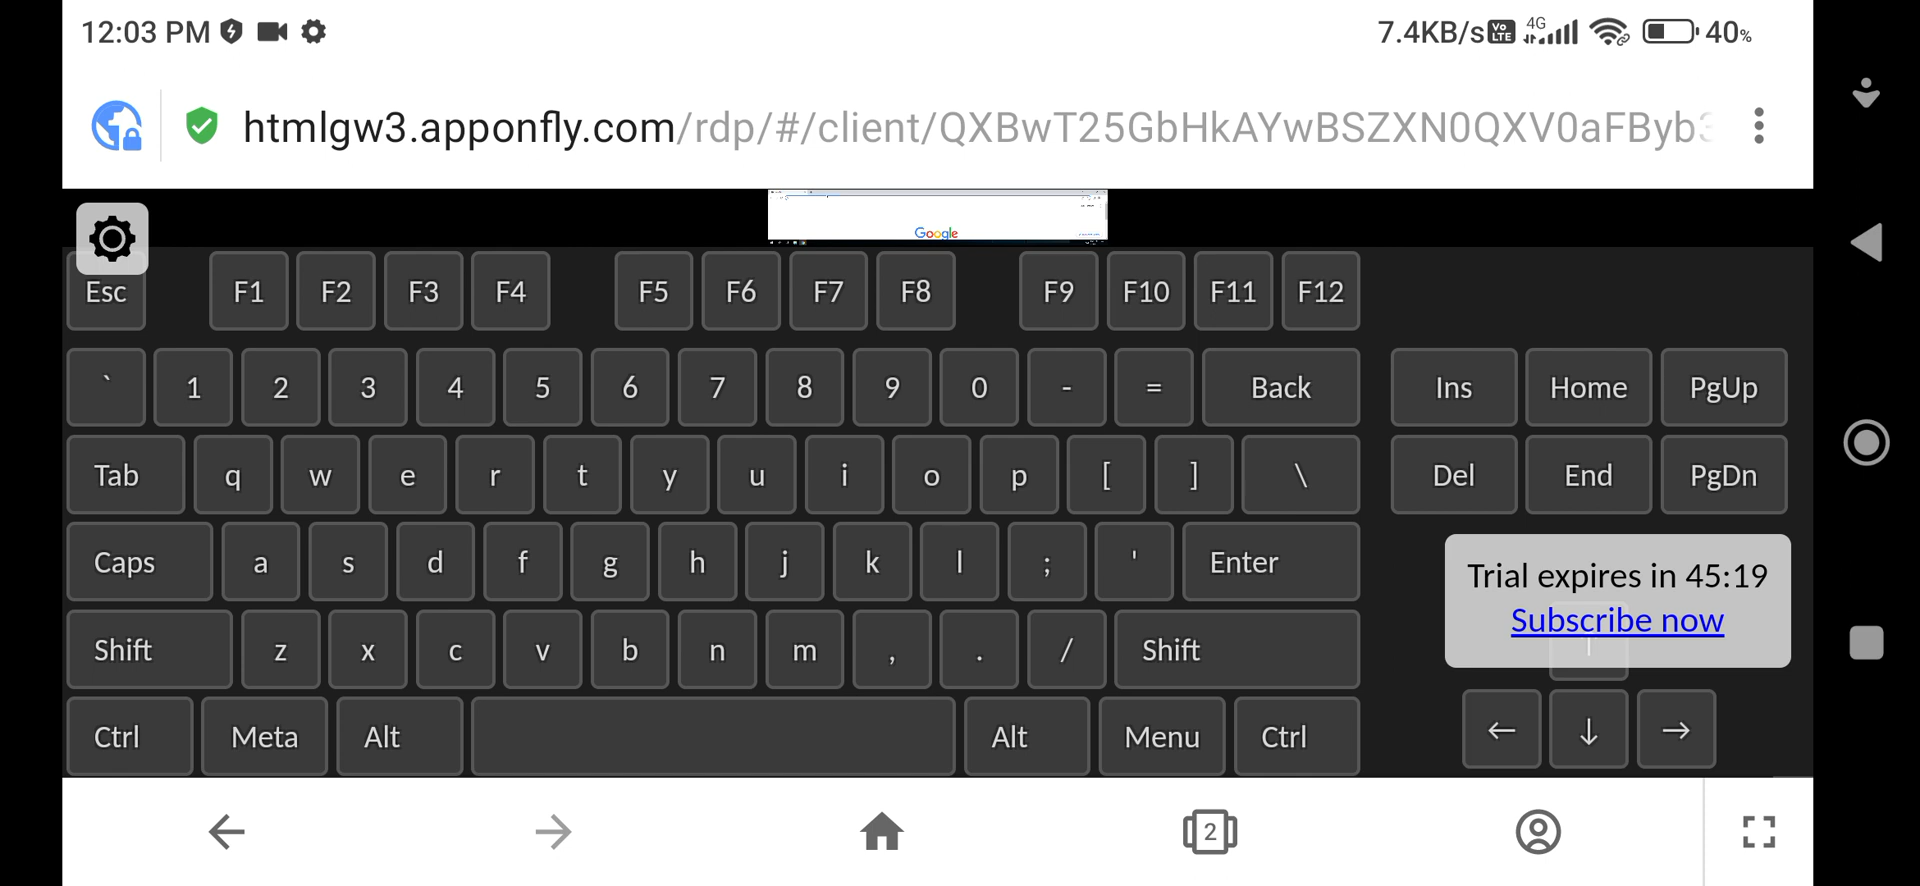 12:03 PM 7.4KB/s Vo LTE 4G 40%
htmlgw3.apponfly.com/rdp/#/client/QXBwT25GbHkAYwBSZXN0QXV0aFByb3
Google
Esc F1 F2 F3 F4 F5 F6 F7 F8 F9 F10 F11 F12
` 1 2 3 4 5 6 7 8 9 0 - = Back Ins Home PgUp
Tab q w e r t y u i o p [ ] \ Del End PgDn
Caps a s d f g h j k l ; ' Enter
Trial expires in 45:19
Subscribe now
Shift z x c v b n m , . / Shift
Ctrl Meta Alt Alt Menu Ctrl ← ↓ →
2